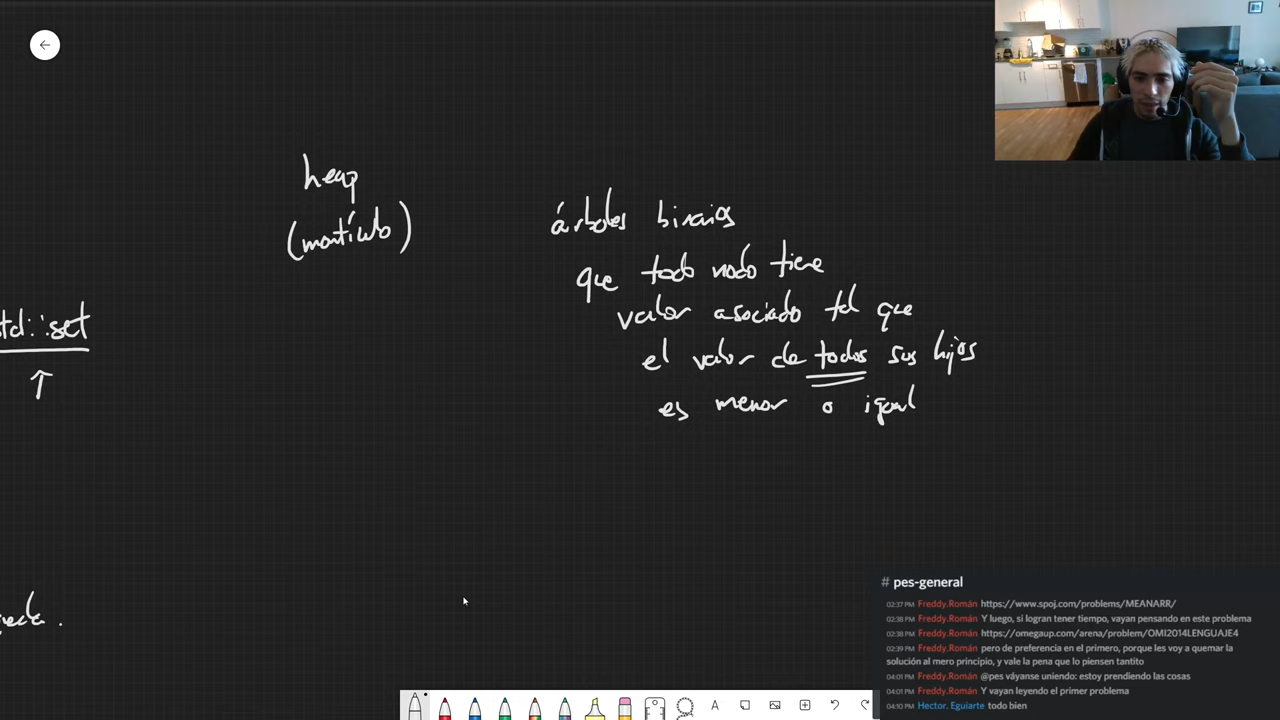 heap
(montículo)
árboles binarios
que todo nodo tiene
valor asociado tal que
el valor de todos sus hijos
es menor o igual
td::set
↑
# pes-general
02:37 PM Freddy.Román https://www.spoj.com/problems/MEANARR/
02:38 PM Freddy.Román Y luego, si logran tener tiempo, vayan pensando en este problema
02:38 PM Freddy.Román https://omegaup.com/arena/problem/OMI2014LENGUAJE4
02:39 PM Freddy.Román pero de preferencia en el primero, porque les voy a quemar la
solución al mero principio, y vale la pena que lo piensen tantito
04:01 PM Freddy.Román @pes váyanse uniendo: estoy prendiendo las cosas
04:01 PM Freddy.Román Y vayan leyendo el primer problema
04:10 PM Hector. Eguiarte todo bien